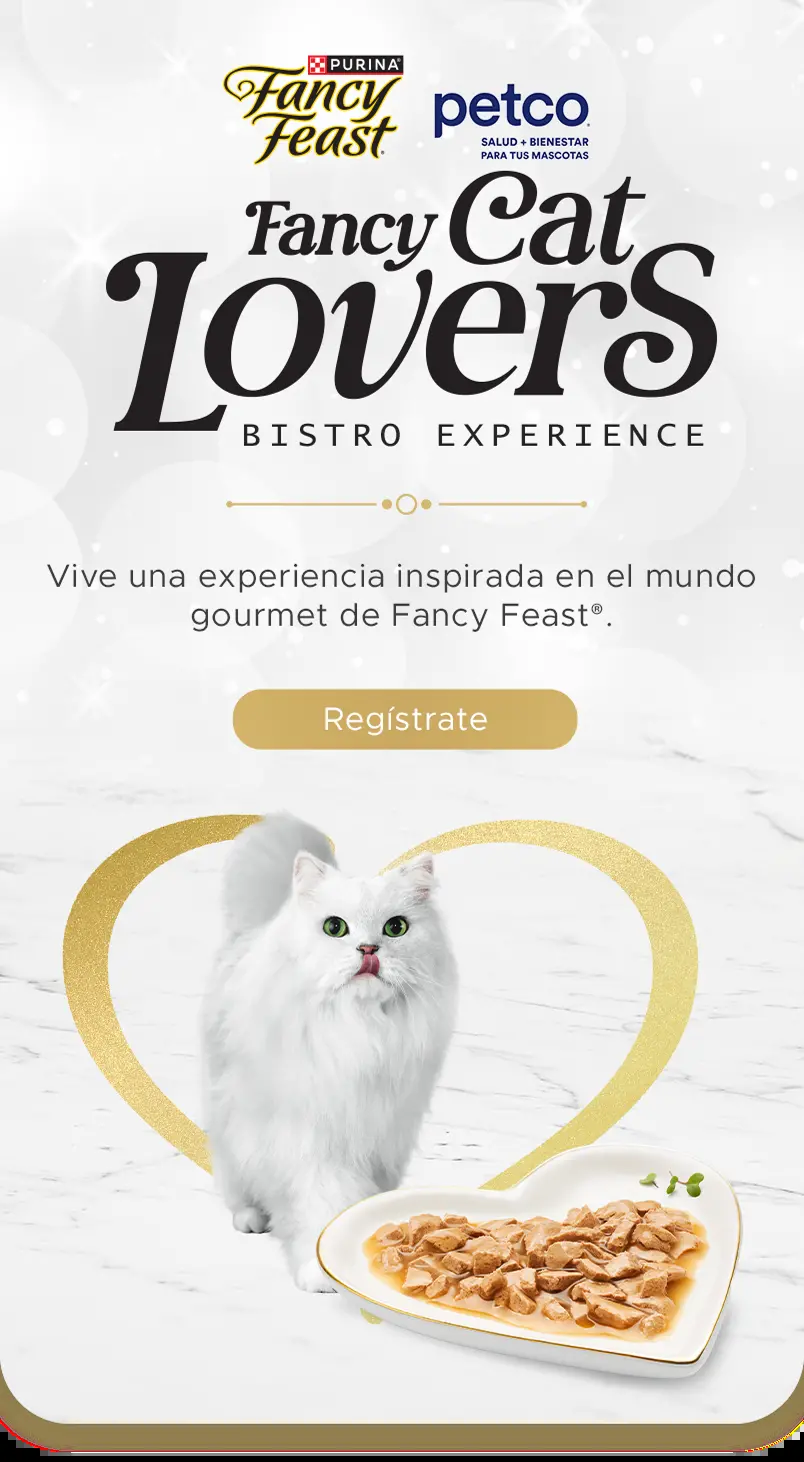 PURINA®
Fancy
Feast®
petco®
SALUD + BIENESTAR
PARA TUS MASCOTAS
Fancy Cat
Lovers
BISTRO EXPERIENCE
Vive una experiencia inspirada en el mundo
gourmet de Fancy Feast®.
Regístrate